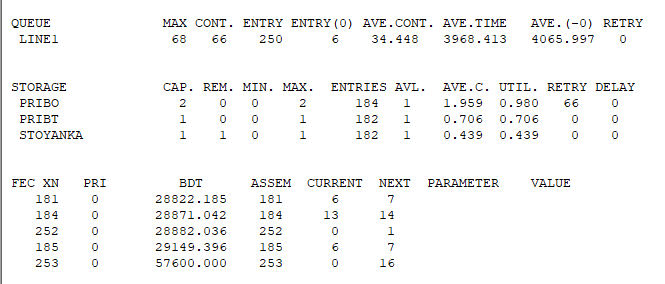 QUEUE MAX CONT. ENTRY ENTRY(0) AVE.CONT. AVE.TIME AVE.(-0) RETRY
LINE1 68 66 250 6 34.448 3968.413 4065.997 0
STORAGE CAP. REM. MIN. MAX. ENTRIES AVL. AVE.C. UTIL. RETRY DELAY
PRIBO 2 0 0 2 184 1 1.959 0.980 66 0
PRIBT 1 0 0 1 182 1 0.706 0.706 0 0
STOYANKA 1 1 0 1 182 1 0.439 0.439 0 0
FEC XN PRI BDT ASSEM CURRENT NEXT PARAMETER VALUE
181 0 28822.185 181 6 7
184 0 28871.042 184 13 14
252 0 28882.036 252 0 1
185 0 29149.396 185 6 7
253 0 57600.000 253 0 16